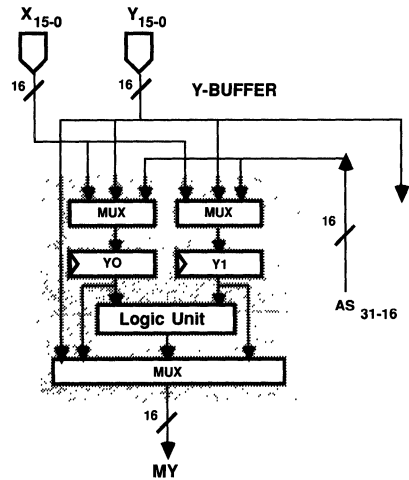 X15-0 Y15-0
16 16
Y-BUFFER
MUX MUX
16
Y0 Y1
AS 31-16
Logic Unit
MUX
16
MY